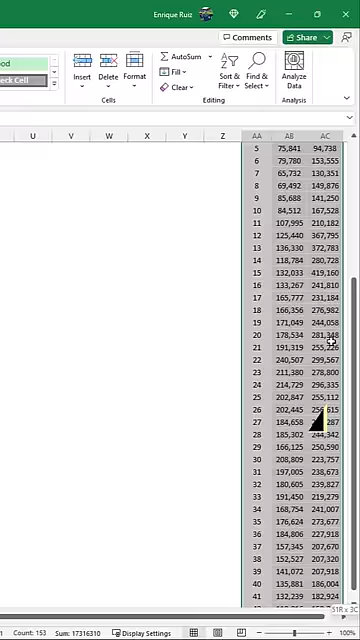 Enrique Ruiz
Comments
Share
ood
eck Cell
Insert
Delete
Format
Cells
AutoSum
Fill
Clear
Editing
Sort &
Filter
Find &
Select
Analyze
Data
Analysis
U V W X Y Z AA AB AC
5 75,841 94,738
6 79,780 153,555
7 65,732 130,351
8 69,492 149,876
9 85,688 141,250
10 84,512 167,528
11 107,995 210,182
12 125,440 367,795
13 136,330 372,783
14 118,784 280,728
15 132,033 419,160
16 133,267 241,810
17 165,777 231,184
18 166,356 276,982
19 171,049 244,058
20 178,534 281,348
21 191,319 255,226
22 240,507 299,567
23 211,380 278,800
24 214,729 296,335
25 202,847 255,112
26 202,445
27 184,658
28 185,302 244,342
29 166,125 250,590
30 208,809 223,757
31 197,005 238,673
32 180,605 239,827
33 191,450 219,279
34 168,754 241,007
35 176,624 273,677
36 184,806 227,918
37 157,345 207,670
38 152,527 207,320
39 141,072 207,918
40 135,881 186,004
41 132,239 182,924
51R x 3C
Count: 153 Sum: 17316310 Display Settings 100%